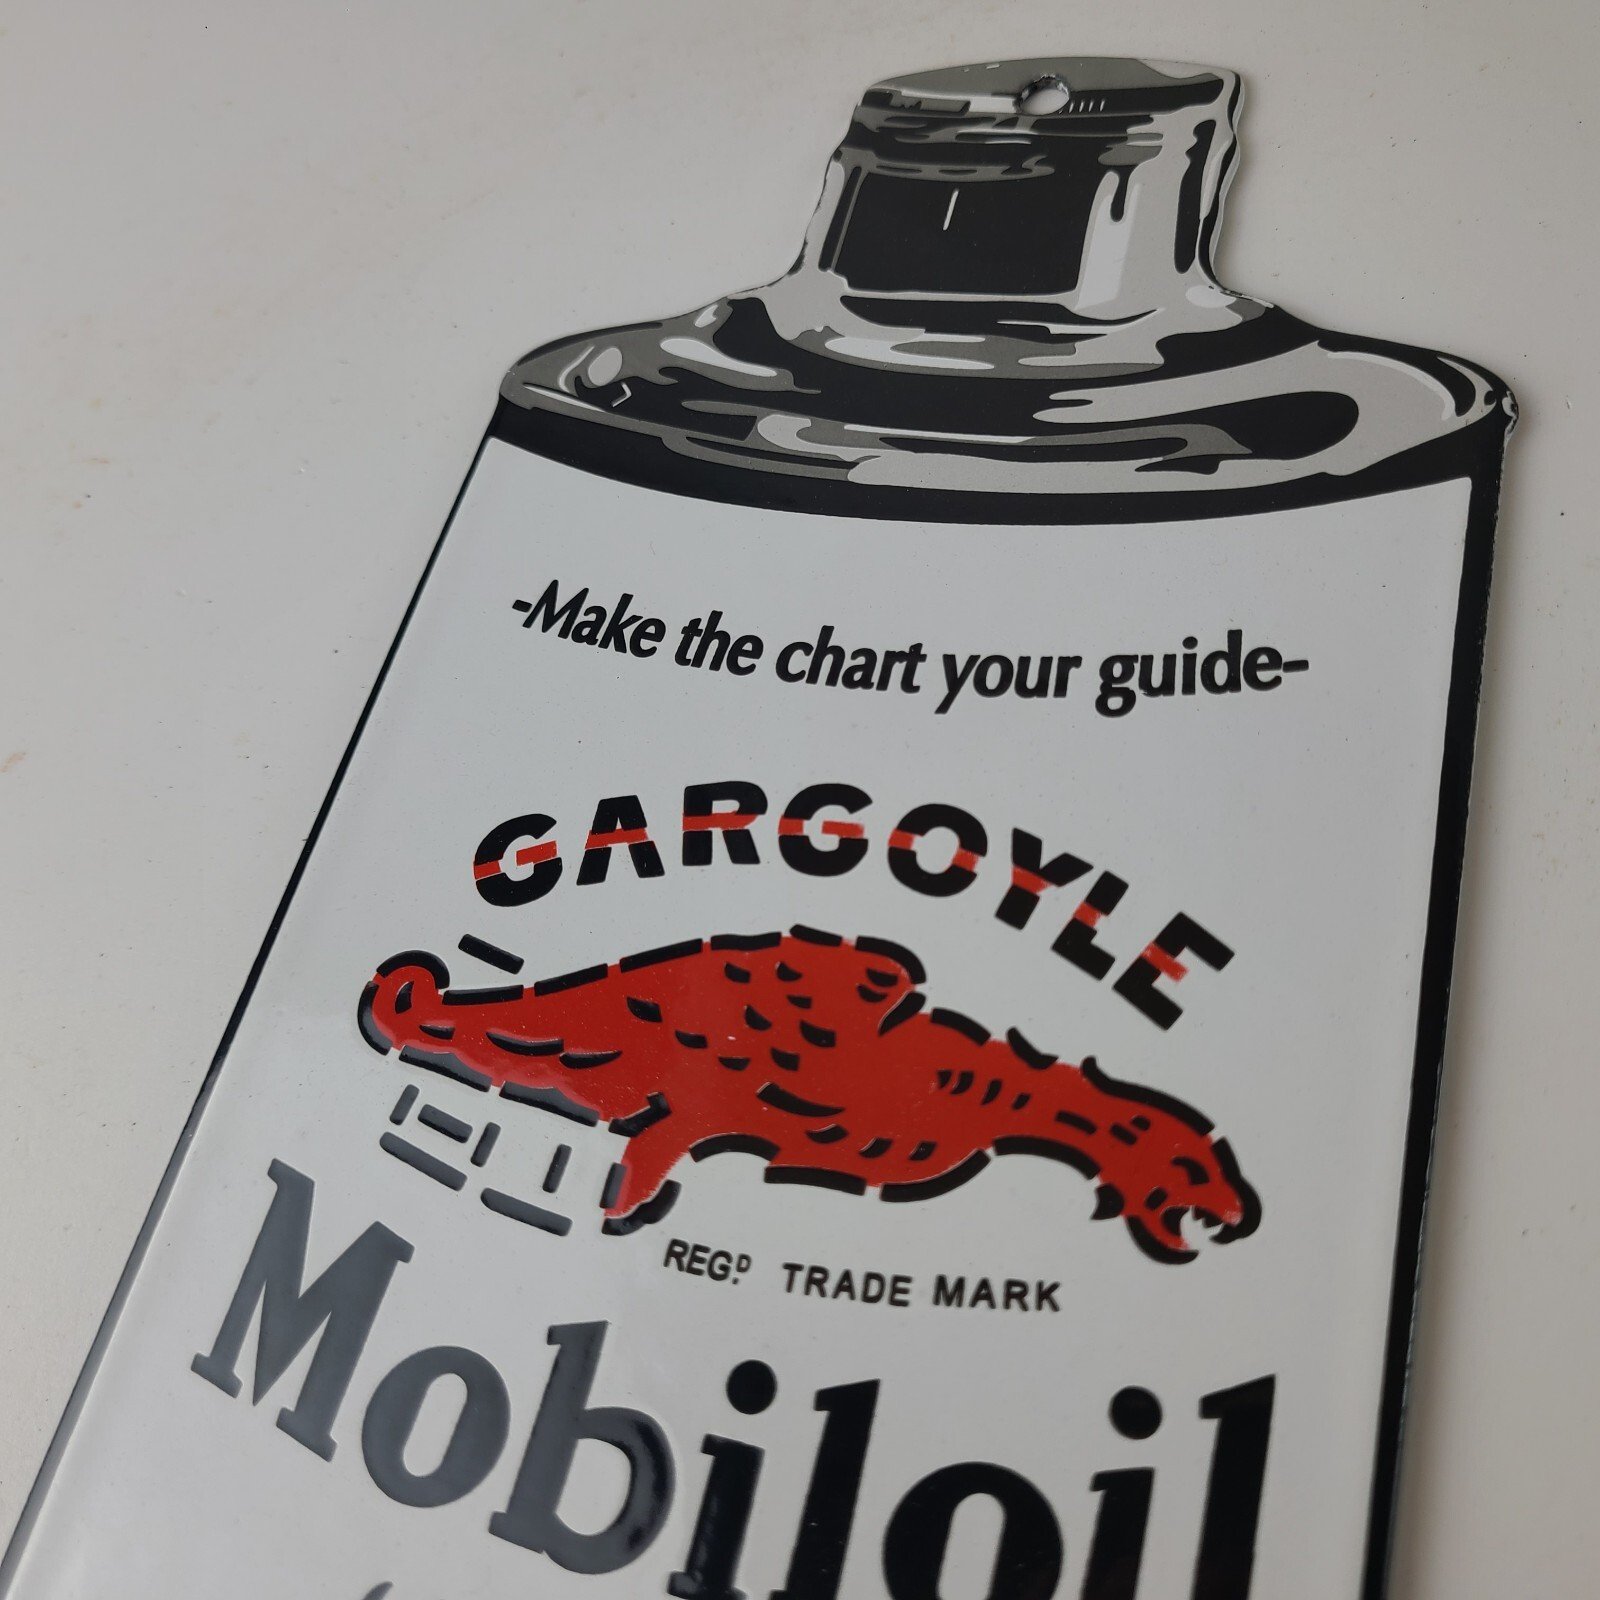 -Make the chart your guide-
GARGOYLE
REGD. TRADE MARK
Mobiloil